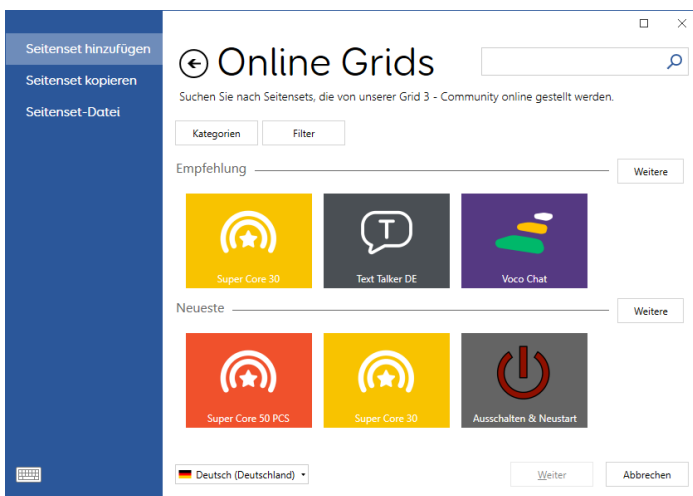 Seitenset hinzufügen
Seitenset kopieren
Seitenset-Datei
Online Grids
Suchen Sie nach Seitensets, die von unserer Grid 3 - Community online gestellt werden.
Kategorien
Filter
Empfehlung
Weitere
Super Core 30
T
Text Talker DE
Voco Chat
Neueste
Weitere
Super Core 50 PCS
Super Core 30
Ausschalten & Neustart
Deutsch (Deutschland)
Weiter
Abbrechen